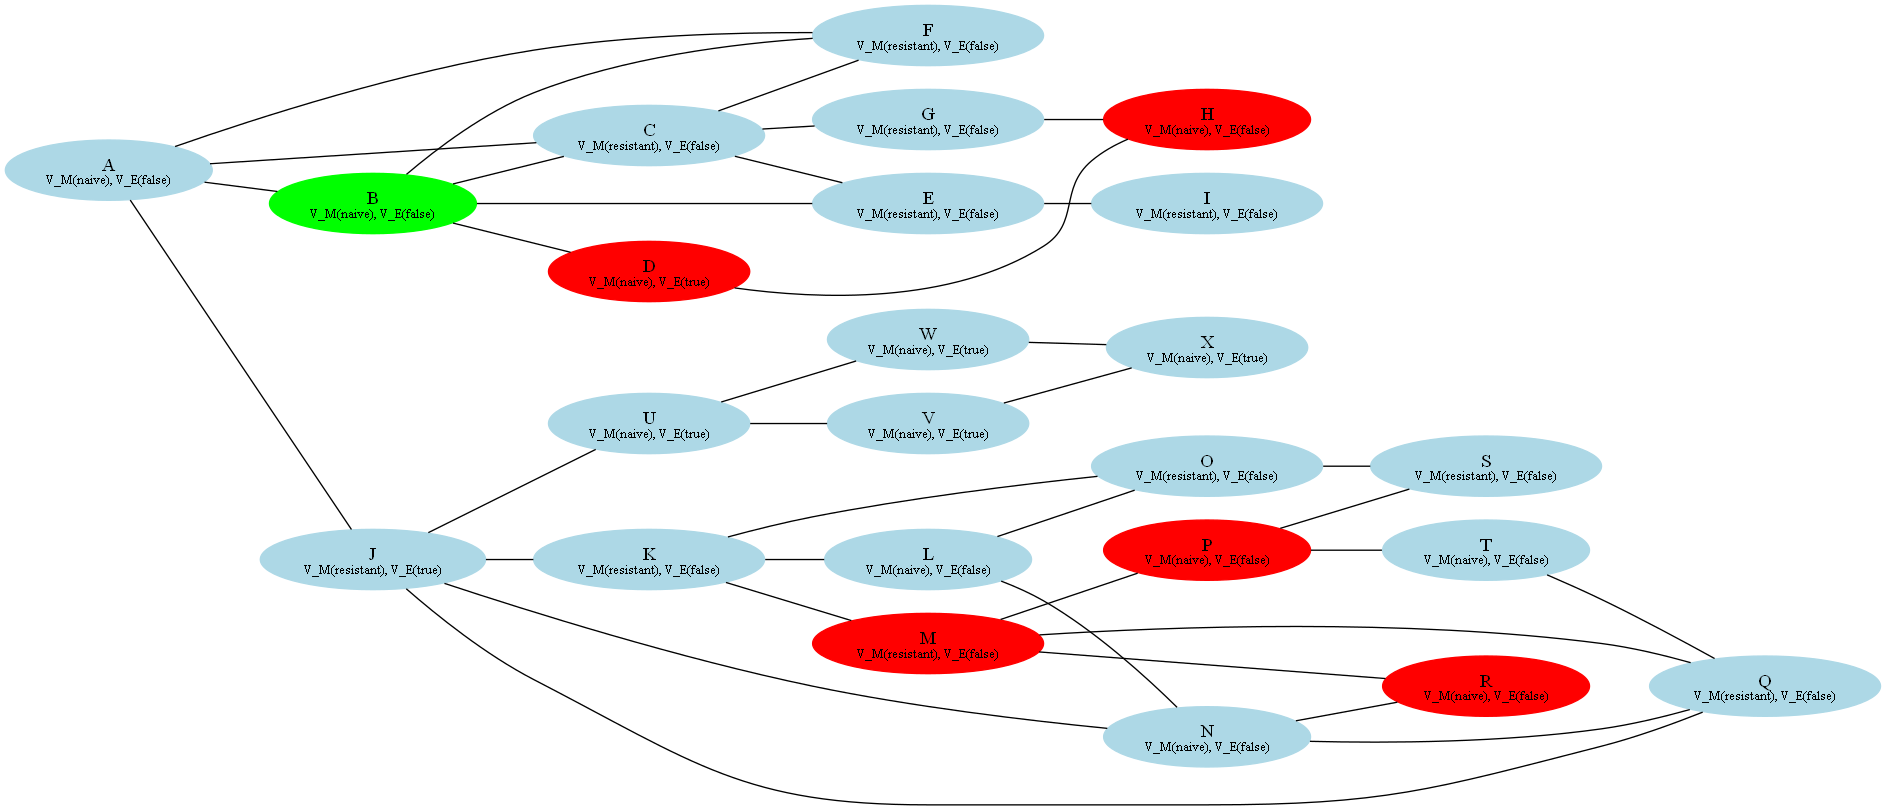 F
V_M(resistant), V_E(false)
G
V_M(resistant), V_E(false)
H
V_M(naive), V_E(false)
C
V_M(resistant), V_E(false)
A
V_M(naive), V_E(false)
B
V_M(naive), V_E(false)
E
V_M(resistant), V_E(false)
I
V_M(resistant), V_E(false)
D
V_M(naive), V_E(true)
W
V_M(naive), V_E(true)
X
V_M(naive), V_E(true)
U
V_M(naive), V_E(true)
V
V_M(naive), V_E(true)
O
V_M(resistant), V_E(false)
S
V_M(resistant), V_E(false)
J
V_M(resistant), V_E(true)
K
V_M(resistant), V_E(false)
L
V_M(naive), V_E(false)
P
V_M(naive), V_E(false)
T
V_M(naive), V_E(false)
M
V_M(resistant), V_E(false)
R
V_M(naive), V_E(false)
Q
V_M(resistant), V_E(false)
N
V_M(naive), V_E(false)